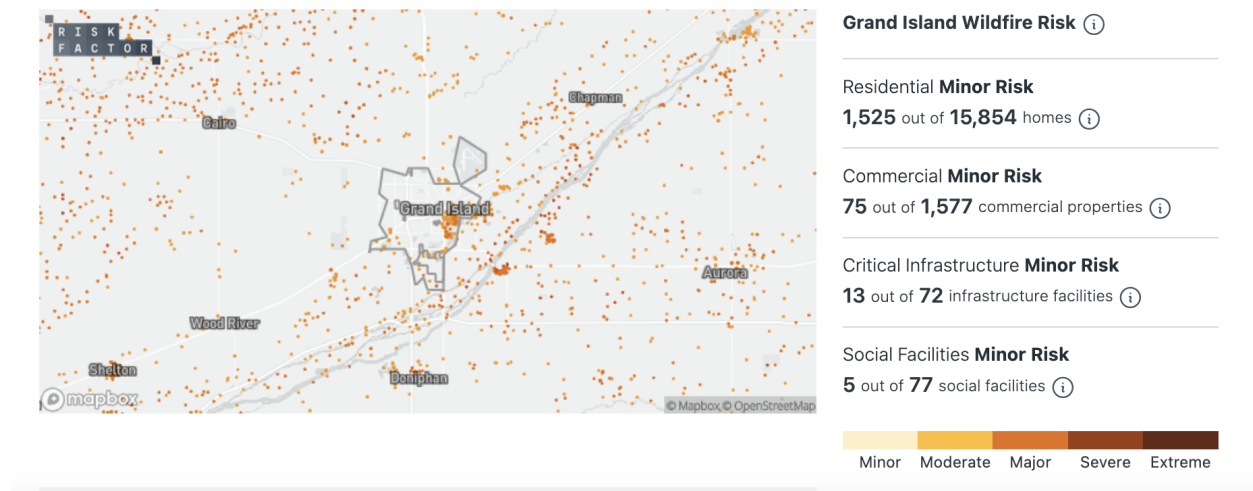 RISK
FACTOR
Chapman
Cairo
Grand Island
Aurora
Wood River
Shelton
Doniphan
mapbox
© Mapbox, © OpenStreetMap
Grand Island Wildfire Risk
Residential Minor Risk
1,525 out of 15,854 homes
Commercial Minor Risk
75 out of 1,577 commercial properties
Critical Infrastructure Minor Risk
13 out of 72 infrastructure facilities
Social Facilities Minor Risk
5 out of 77 social facilities
Minor Moderate Major Severe Extreme